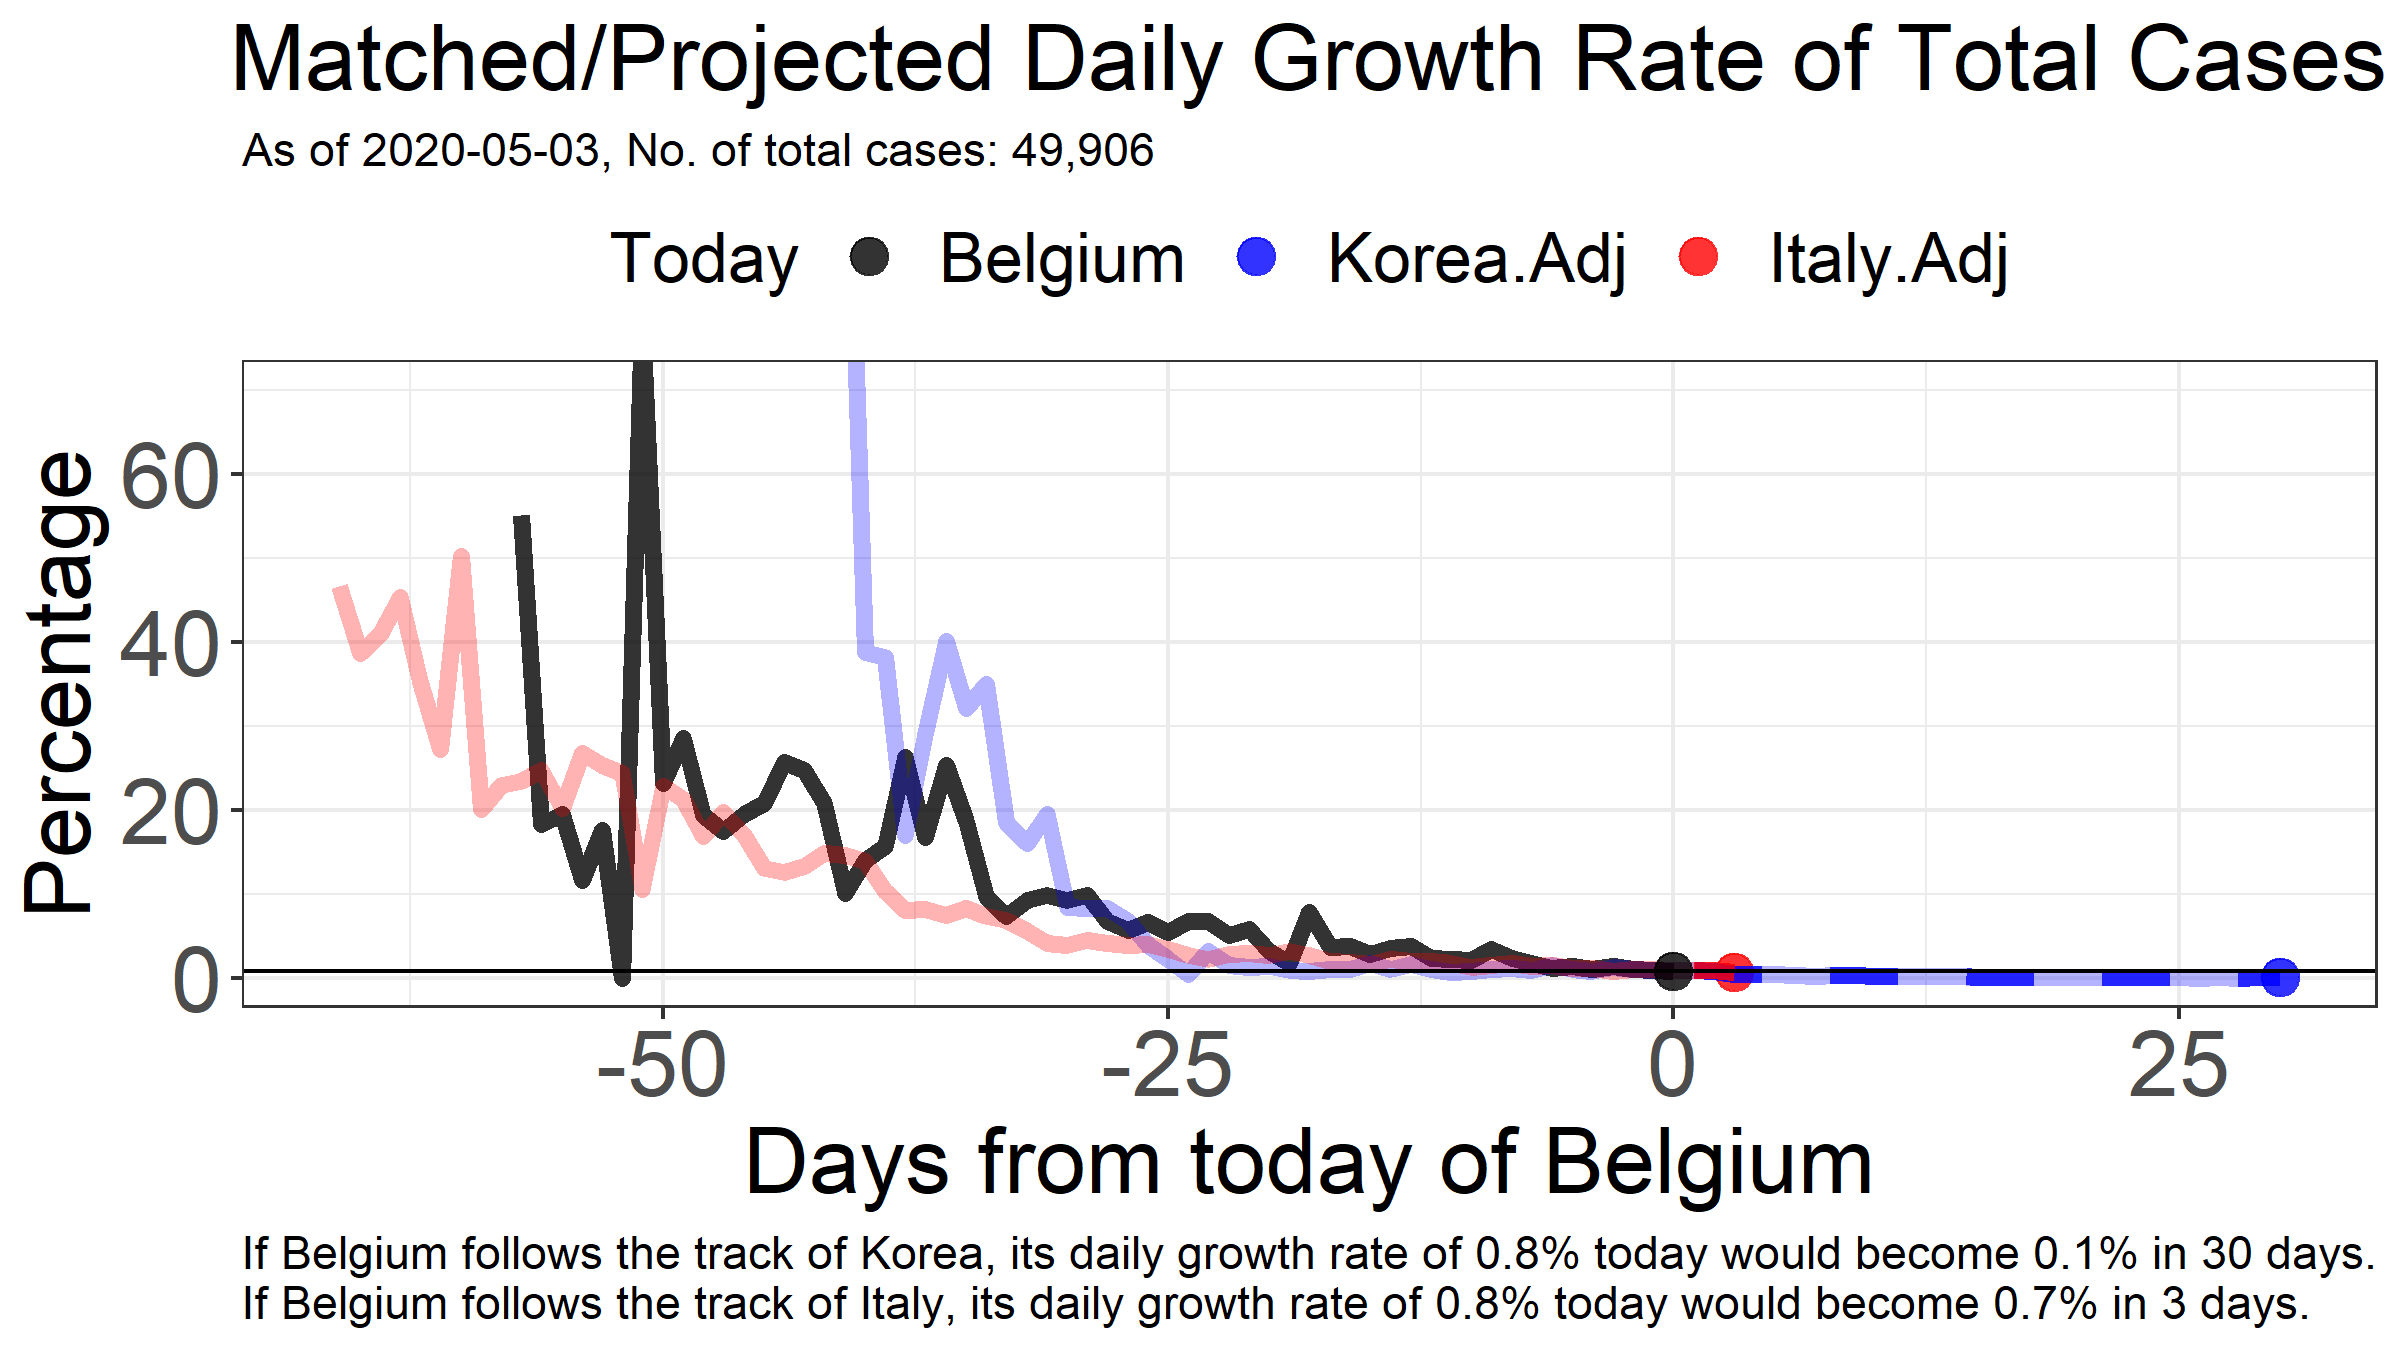 Matched/Projected Daily Growth Rate of Total Cases
As of 2020-05-03, No. of total cases: 49,906
Today Belgium Korea.Adj Italy.Adj
Percentage
60
40
20
0
-50 -25 0 25
Days from today of Belgium
If Belgium follows the track of Korea, its daily growth rate of 0.8% today would become 0.1% in 30 days.
If Belgium follows the track of Italy, its daily growth rate of 0.8% today would become 0.7% in 3 days.